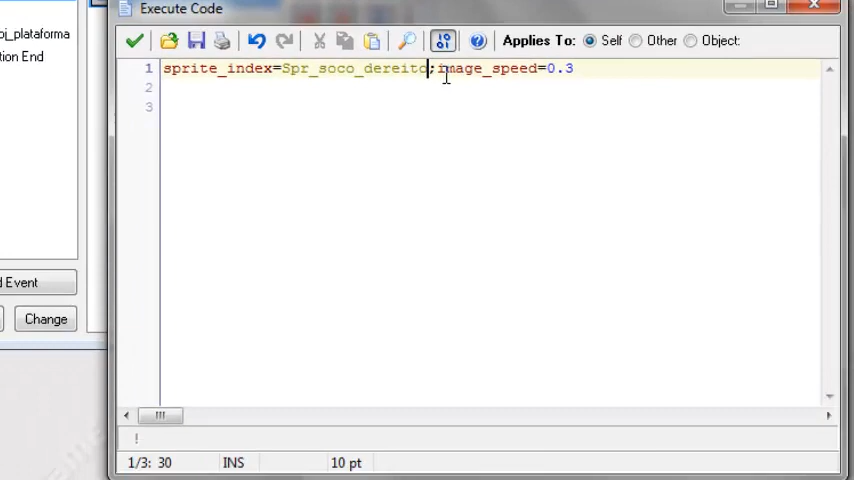 Execute Code
oj_plataforma
tion End
Applies To: Self Other Object:
1 sprite_index=Spr_soco_dereito;image_speed=0.3
2
3
d Event
Change
!
1/3: 30 INS 10 pt